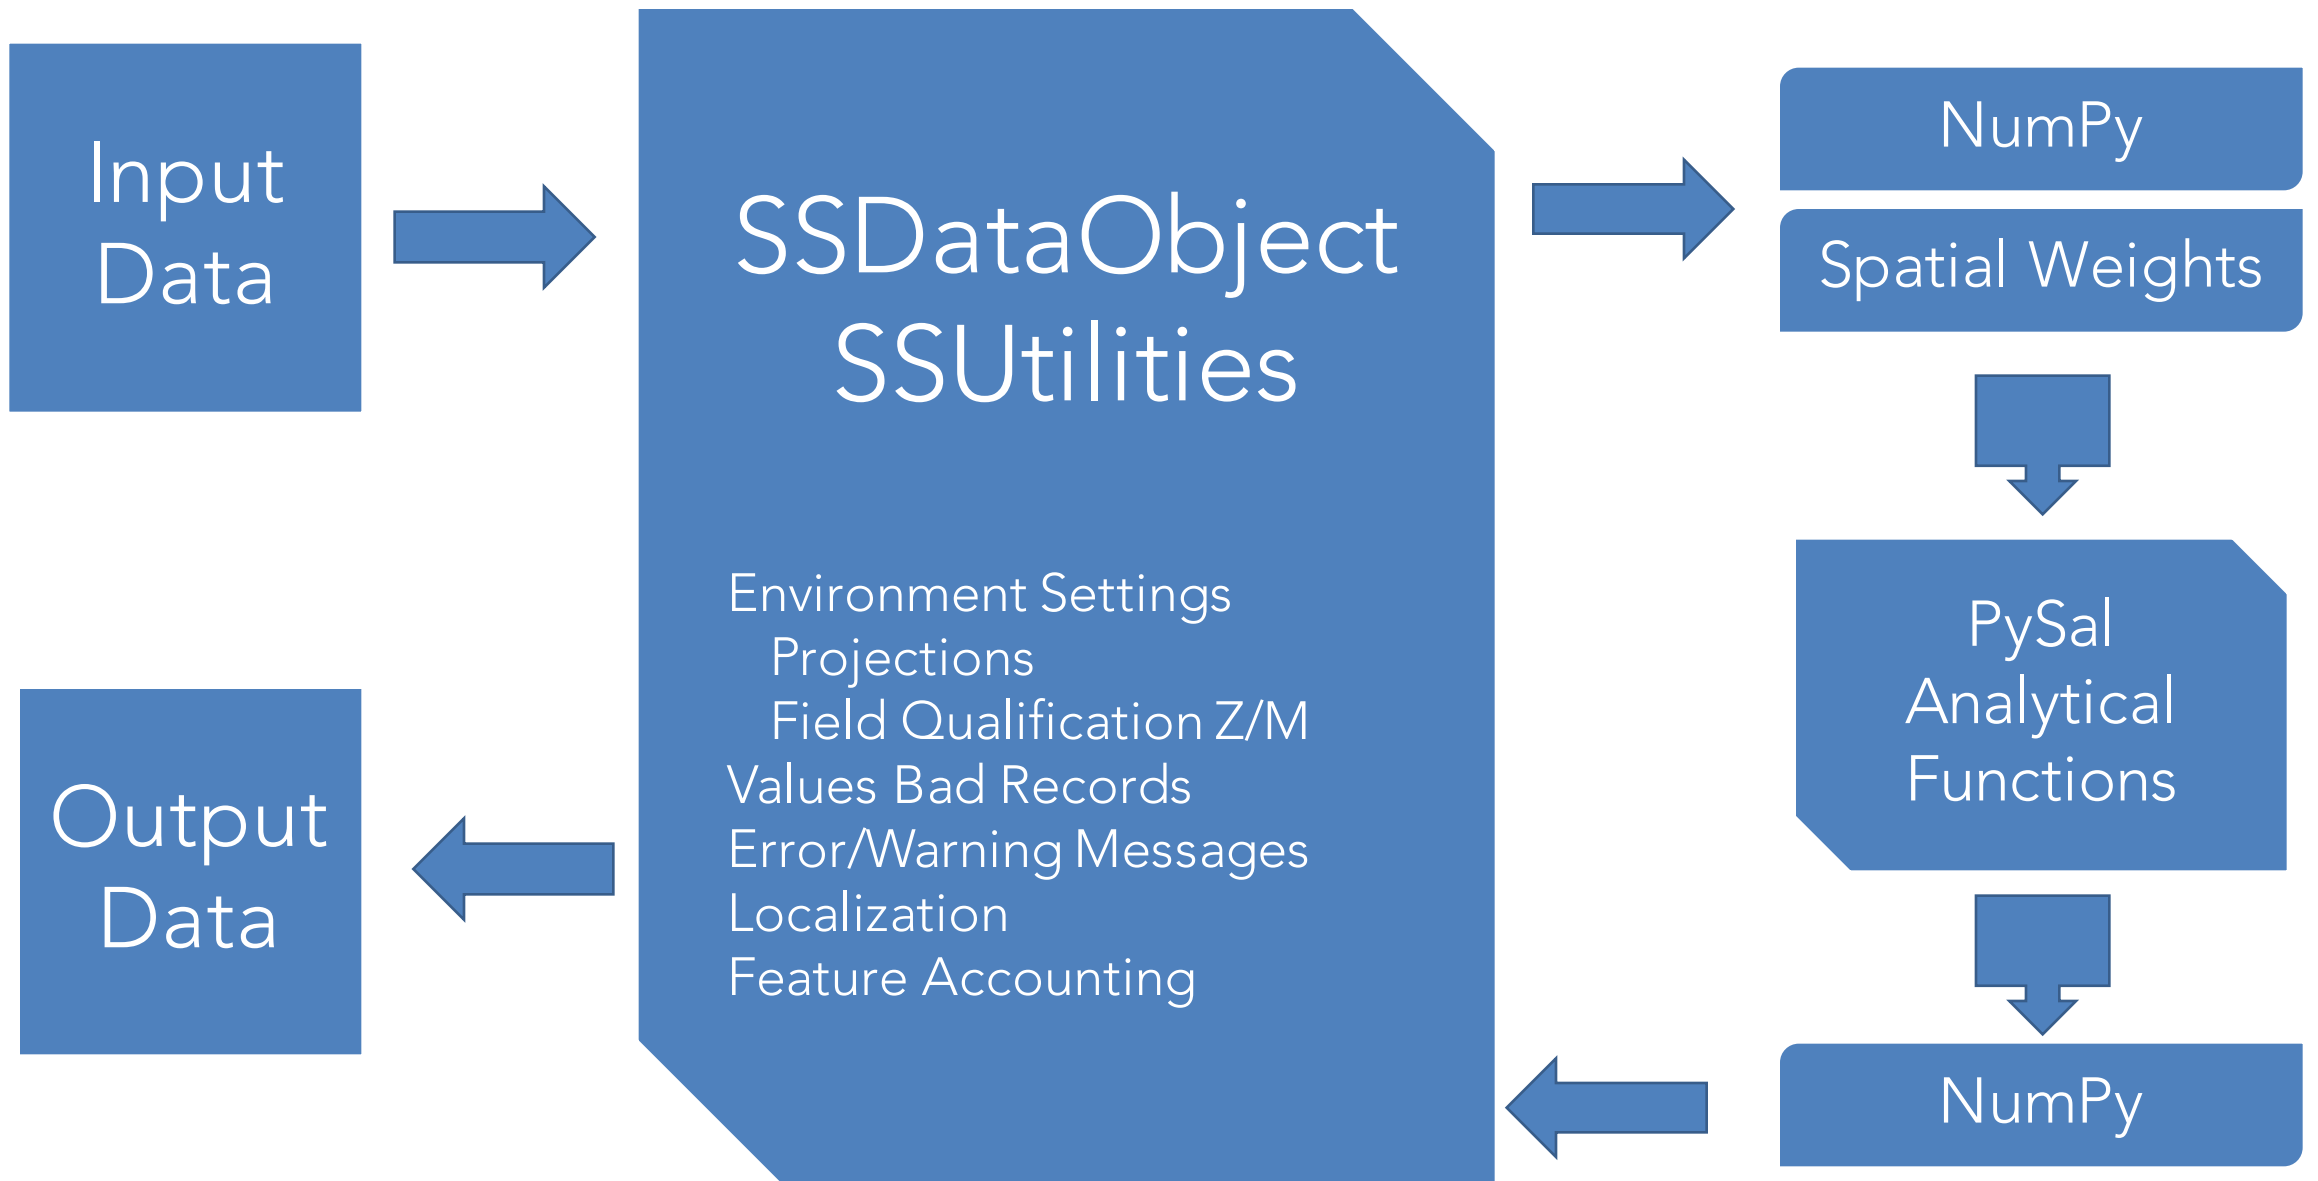 Input
Data
SSDataObject
SSUtilities
Environment Settings
Projections
Field Qualification Z/M
Values Bad Records
Error/Warning Messages
Localization
Feature Accounting
NumPy
Spatial Weights
PySal
Analytical
Functions
NumPy
Output
Data